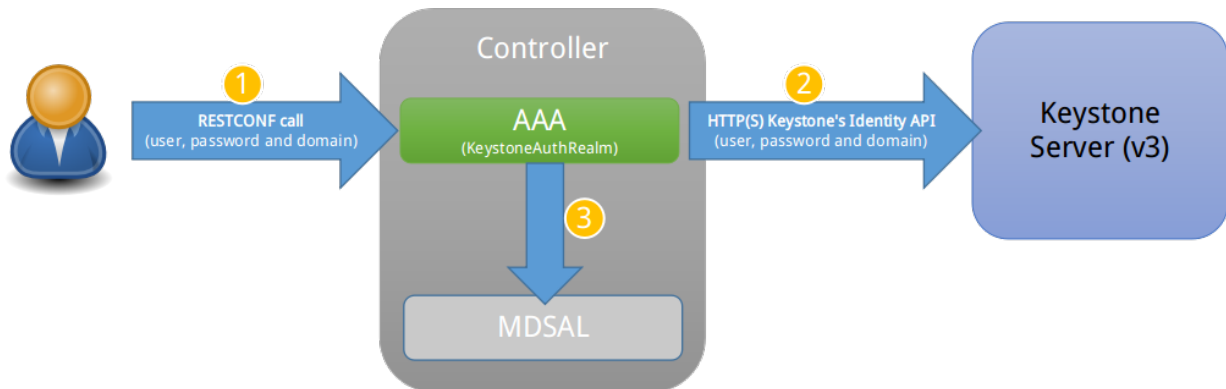 Controller
1
RESTCONF call
(user, password and domain)
AAA
(KeystoneAuthRealm)
2
HTTP(S) Keystone's Identity API
(user, password and domain)
Keystone
Server (v3)
3
MDSAL